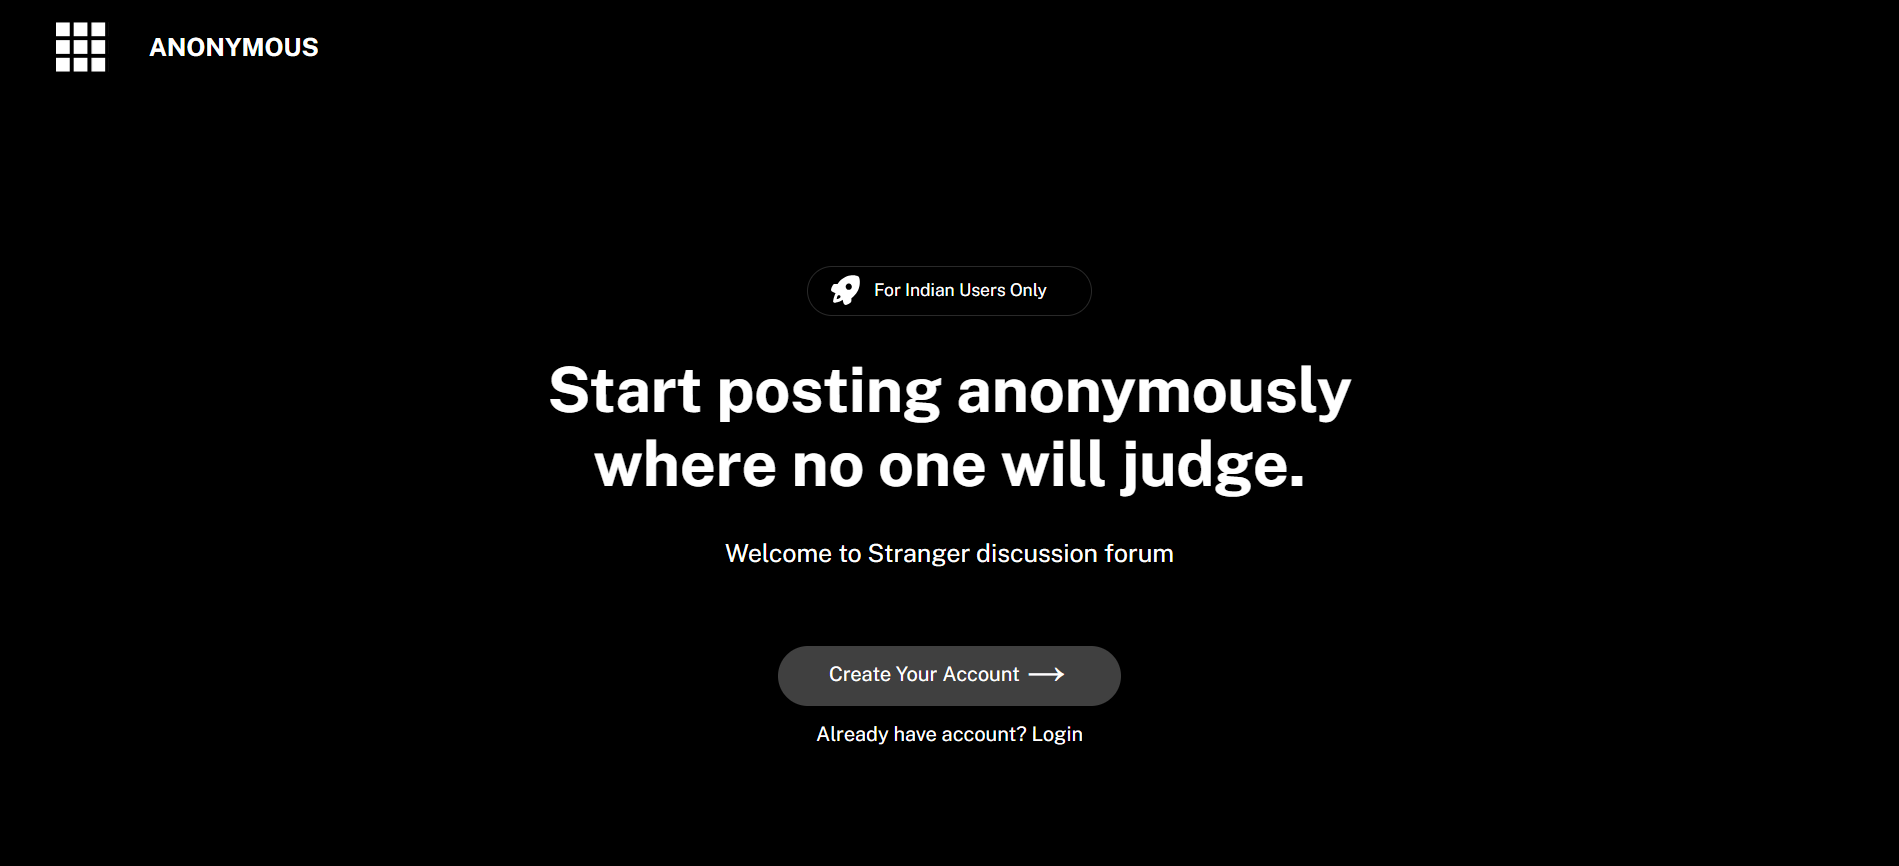 ANONYMOUS
For Indian Users Only
Start posting anonymously
where no one will judge.
Welcome to Stranger discussion forum
Create Your Account
Already have account? Login